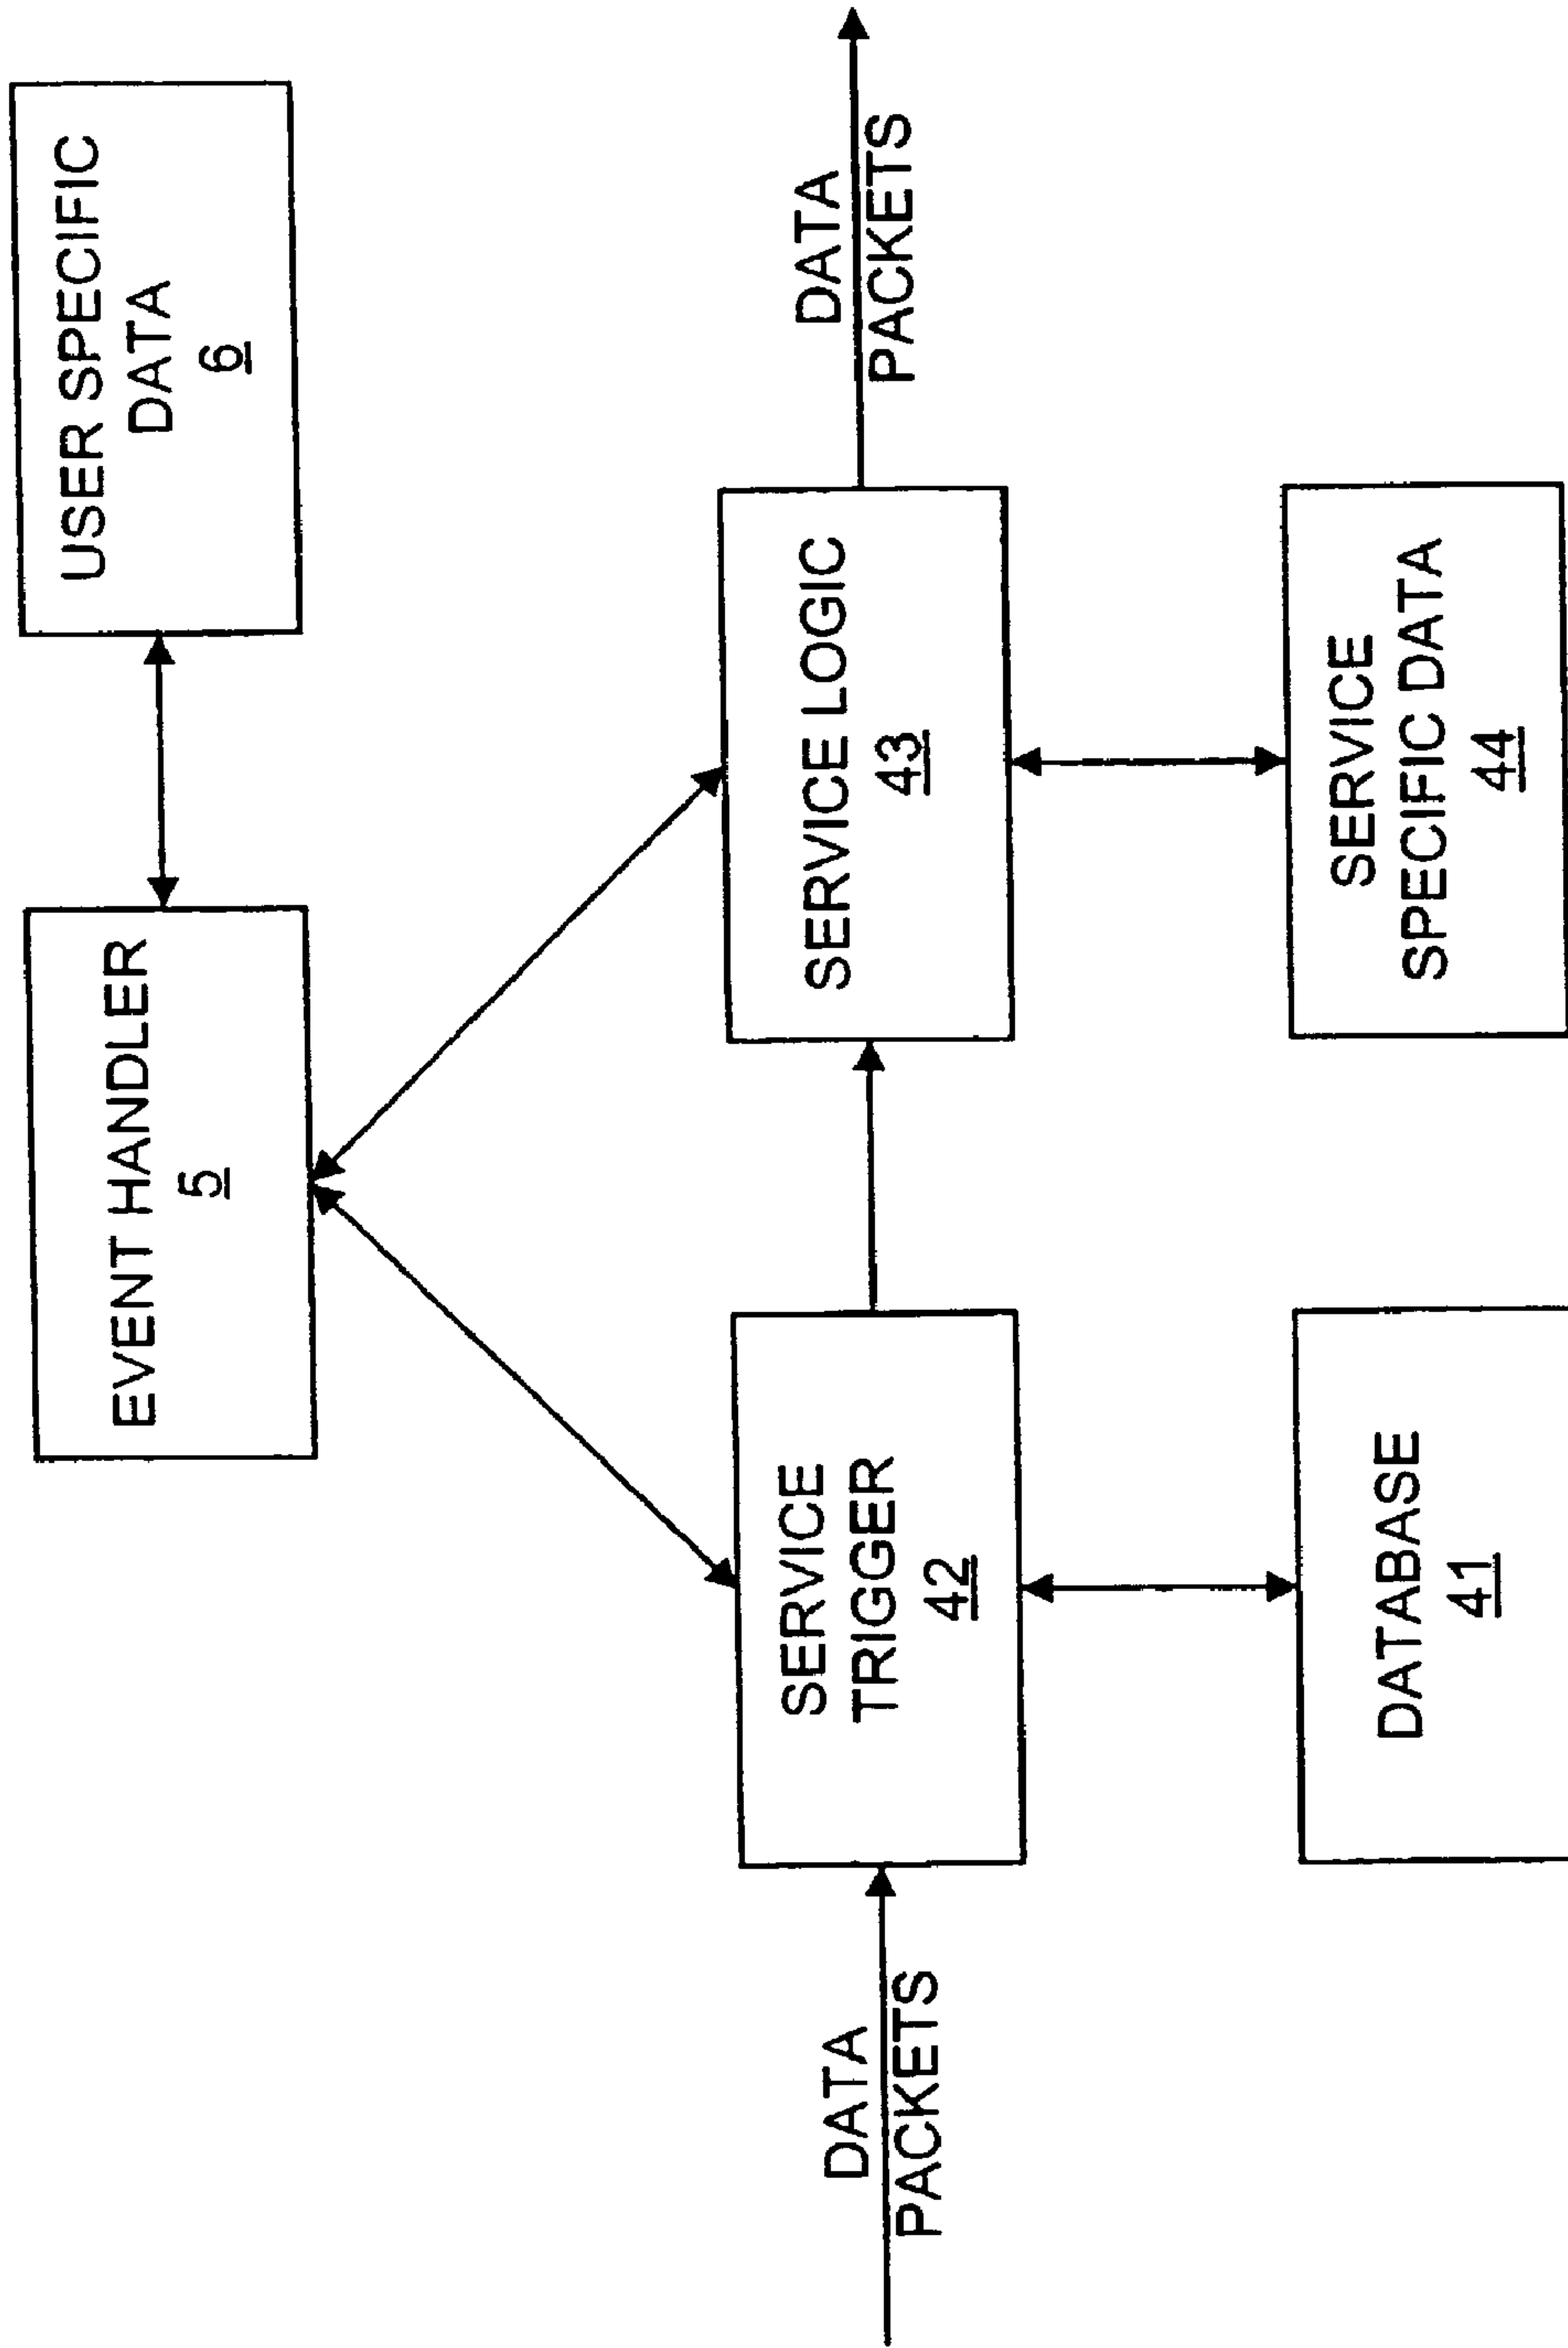 EVENT HANDLER
5
USER SPECIFIC
DATA
6
DATA
PACKETS
SERVICE
TRIGGER
42
SERVICE LOGIC
43
DATA
PACKETS
DATABASE
41
SERVICE
SPECIFIC DATA
44